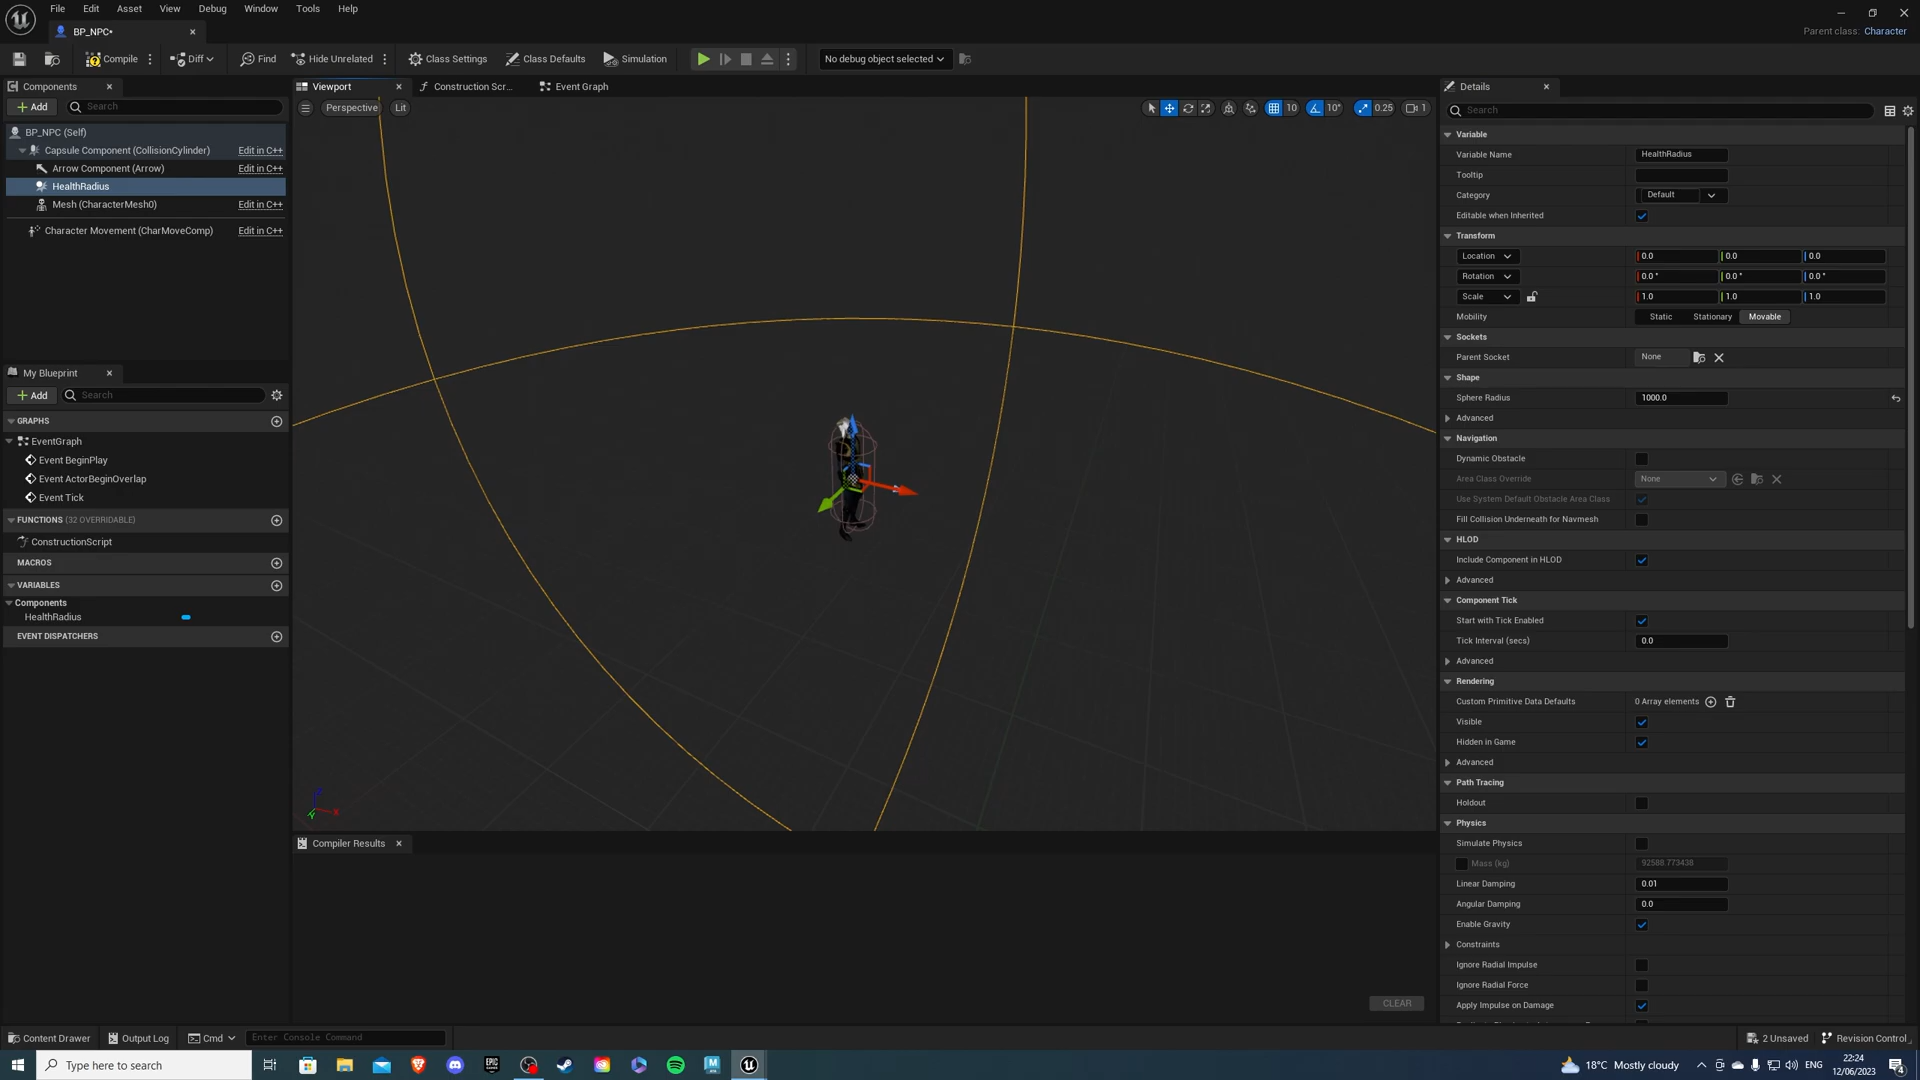 File Edit Asset View Debug Window Tools Help
BP_NPC•
Parent class: Character
Compile Diff Find Hide Unrelated Class Settings Class Defaults Simulation No debug object selected
Components
Add Search
BP_NPC (Self)
Capsule Component (CollisionCylinder) Edit in C++
Arrow Component (Arrow) Edit in C++
HealthRadius
Mesh (CharacterMesh0) Edit in C++
Character Movement (CharMoveComp) Edit in C++
My Blueprint
Add Search
GRAPHS
EventGraph
Event BeginPlay
Event ActorBeginOverlap
Event Tick
FUNCTIONS (32 OVERRIDABLE)
ConstructionScript
MACROS
VARIABLES
Components
HealthRadius
EVENT DISPATCHERS
Viewport Construction Scr... Event Graph
Perspective Lit 10 10° 0.25 1
Z
X
Y
Compiler Results
CLEAR
Details
Search
Variable
Variable Name HealthRadius
Tooltip
Category Default
Editable when Inherited
Transform
Location 0.0 0.0 0.0
Rotation 0.0 ° 0.0 ° 0.0 °
Scale 1.0 1.0 1.0
Mobility Static Stationary Movable
Sockets
Parent Socket None
Shape
Sphere Radius 1000.0
Advanced
Navigation
Dynamic Obstacle
Area Class Override None
Use System Default Obstacle Area Class
Fill Collision Underneath for Navmesh
HLOD
Include Component in HLOD
Advanced
Component Tick
Start with Tick Enabled
Tick Interval (secs) 0.0
Advanced
Rendering
Custom Primitive Data Defaults 0 Array elements
Visible
Hidden in Game
Advanced
Path Tracing
Holdout
Physics
Simulate Physics
Mass (kg) 92588.773438
Linear Damping 0.01
Angular Damping 0.0
Enable Gravity
Constraints
Ignore Radial Impulse
Ignore Radial Force
Apply Impulse on Damage
Content Drawer Output Log Cmd Enter Console Command 2 Unsaved Revision Control
Type here to search EPIC M 18°C Mostly cloudy ENG 22:24
12/06/2023 4